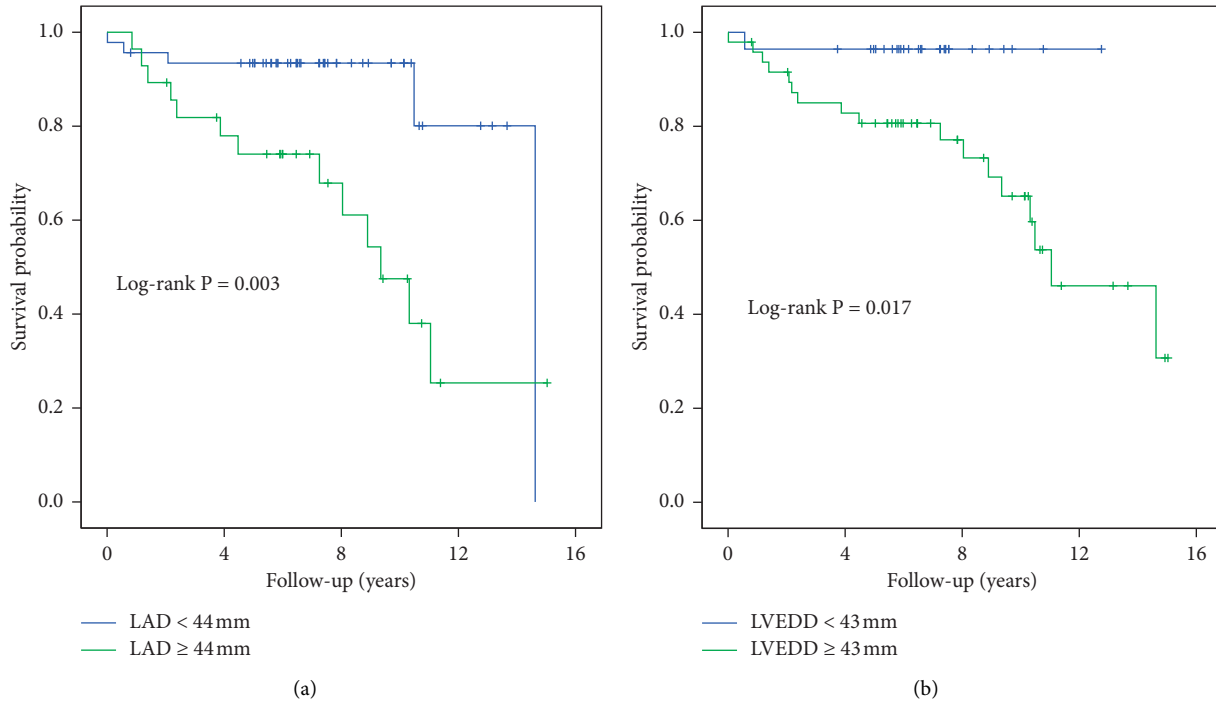 1.0
0.8
0.6
0.4
0.2
0.0
Survival probability
Log-rank P = 0.003
0 4 8 12 16
Follow-up (years)
LAD < 44 mm
LAD ≥ 44 mm
(a)
1.0
0.8
0.6
0.4
0.2
0.0
Survival probability
Log-rank P = 0.017
0 4 8 12 16
Follow-up (years)
LVEDD < 43 mm
LVEDD ≥ 43 mm
(b)